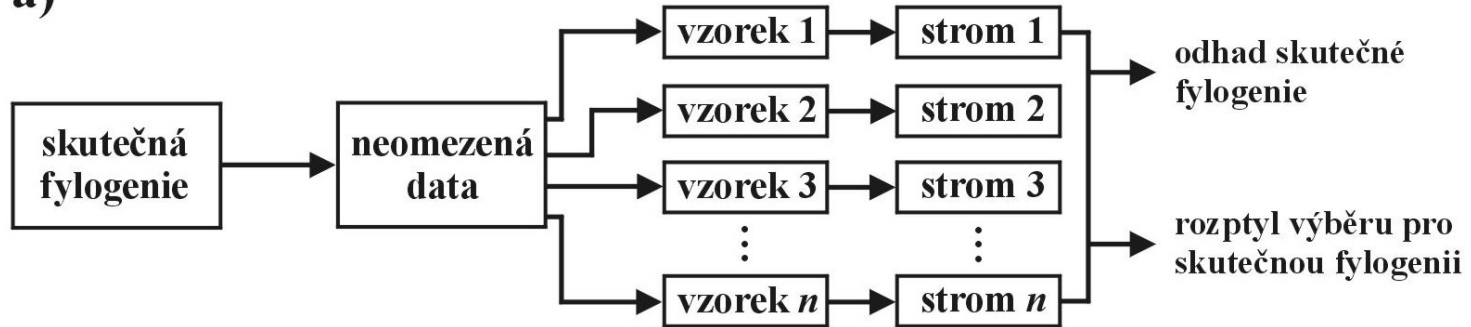 a)
skutečná
fylogenie
neomezená
data
vzorek 1
strom 1
vzorek 2
strom 2
vzorek 3
strom 3
vzorek n
strom n
odhad skutečné
fylogenie
rozptyl výběru pro
skutečnou fylogenii